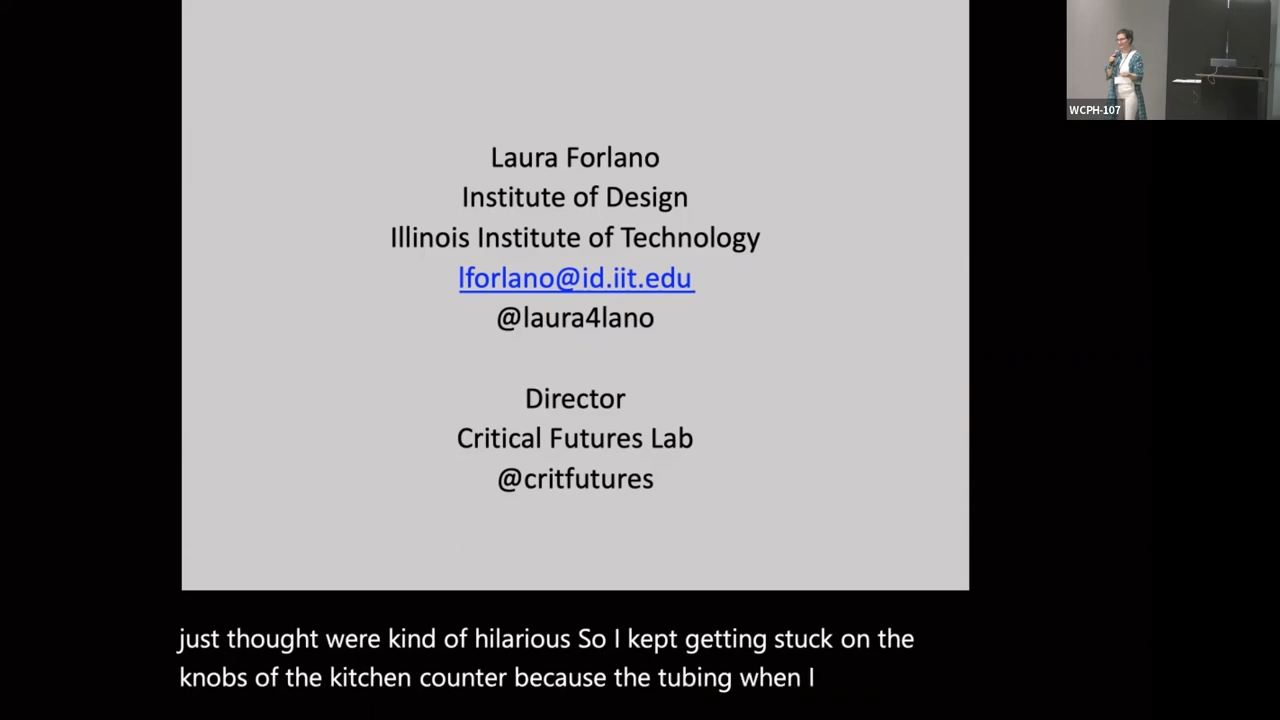 Laura Forlano
Institute of Design
Illinois Institute of Technology
lforlano@id.iit.edu
@laura4lano
Director
Critical Futures Lab
@critfutures
WCPH-107
just thought were kind of hilarious So I kept getting stuck on the
knobs of the kitchen counter because the tubing when I